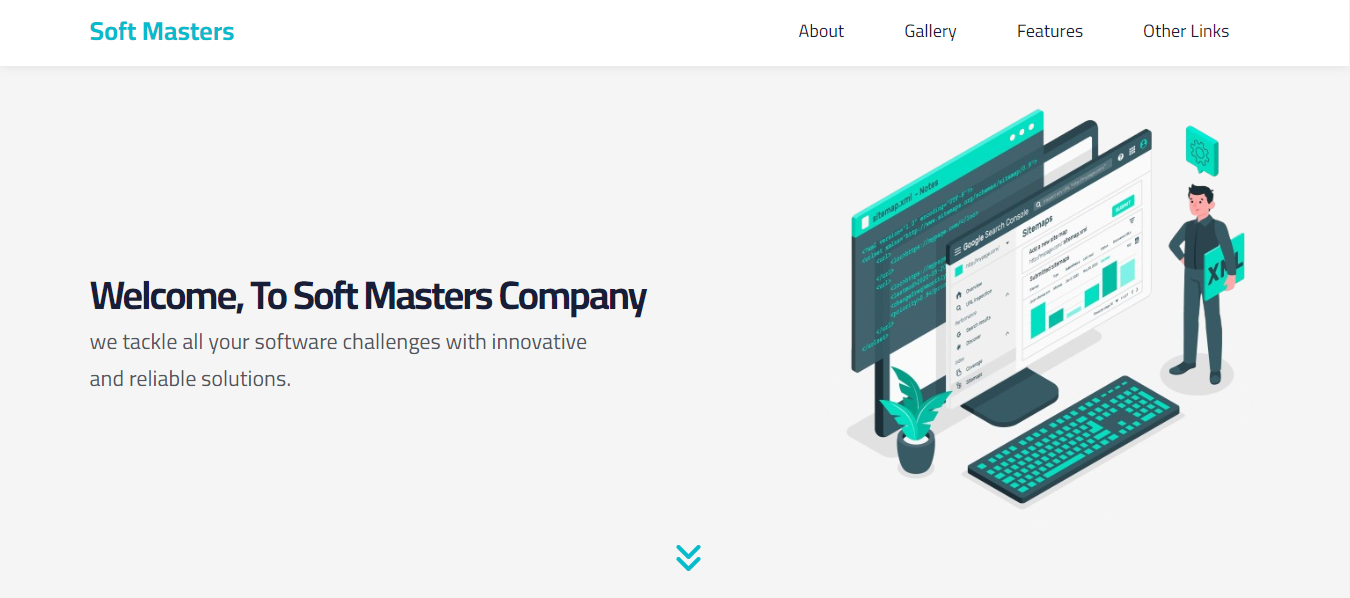 Soft Masters
About
Gallery
Features
Other Links
Welcome, To Soft Masters Company
we tackle all your software challenges with innovative
and reliable solutions.
sitemap.xml - Notes
Google Search Console
Sitemaps
SUBMIT
Add a new site map
Submitted sitemaps
Overview
URL Inspection
Performance
Search results
Discover
Index
Coverage
Sitemaps
XML